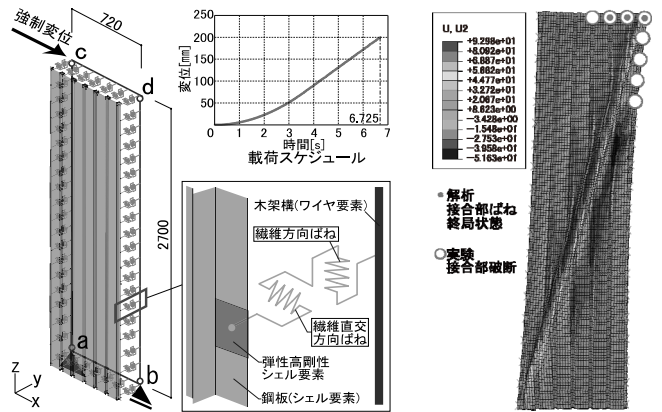 強制変位
720
c
d
2700
a
b
z
y
x
変位[mm]
250
200
150
100
50
0
1
2
3
4
5
6
7
6.725
時間[s]
載荷スケジュール
木架構(ワイヤ要素)
繊維方向ばね
繊維直交
方向ばね
弾性高剛性
シェル要素
鋼板(シェル要素)
U, U2
+9.298e+01
+8.092e+01
+6.887e+01
+5.682e+01
+4.477e+01
+3.272e+01
+2.067e+01
+8.623e+00
-3.428e+00
-1.548e+01
-2.753e+01
-3.958e+01
-5.163e+01
解析
接合部ばね
終局状態
実験
接合部破断